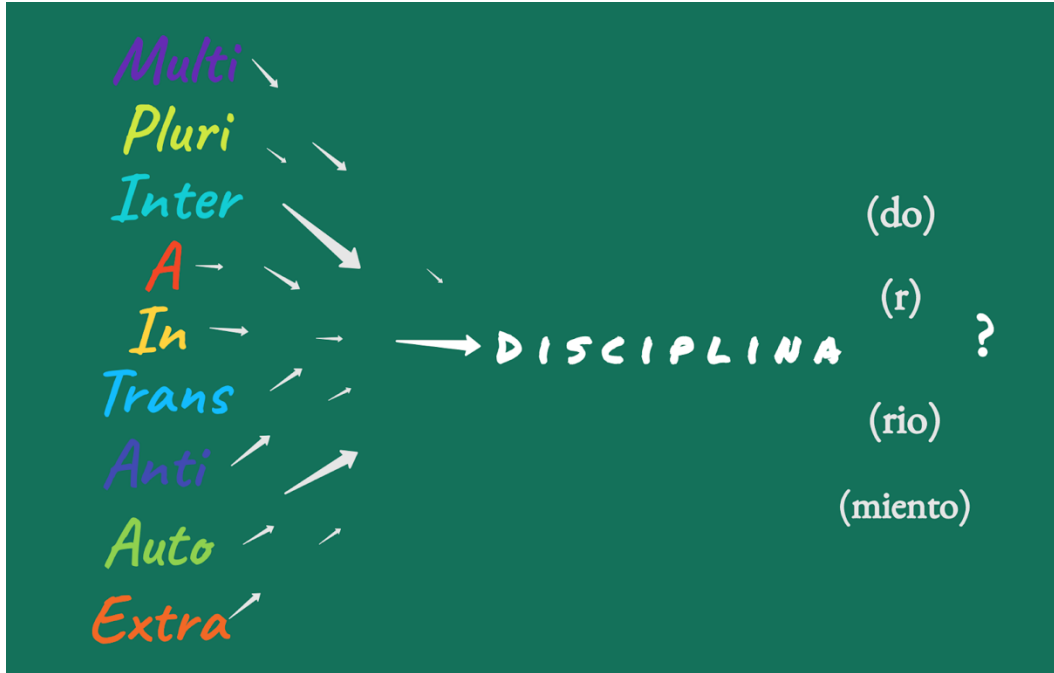 Multi
Pluri
Inter
A
In
Trans
Anti
Auto
Extra
DISCIPLINA
(do)
(r)
?
(rio)
(miento)